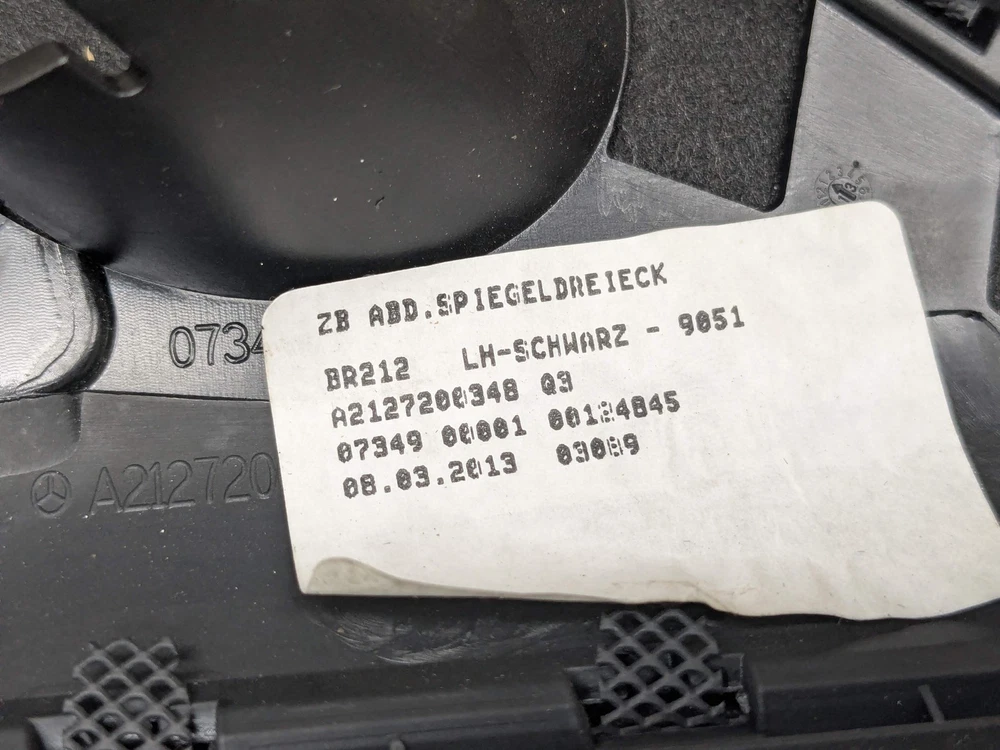 ZB ABD.SPIEGELDREIECK
BR212 LH-SCHWARZ - 9051
A2127200348 Q3
07349 00001 00124845
08.03.2013 03089
0734
A212720